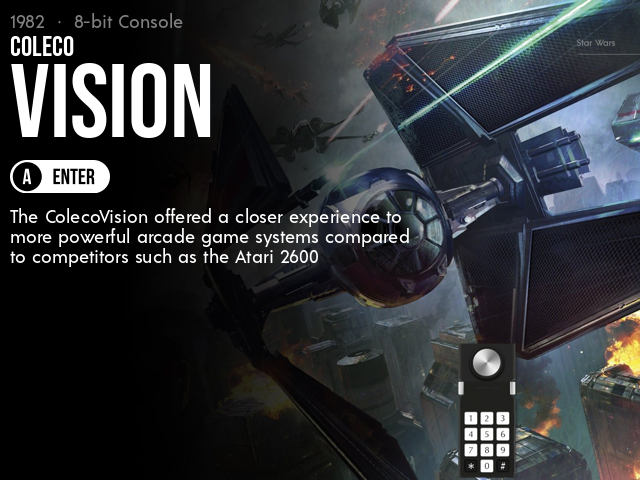 1982 · 8-bit Console
COLECO
VISION
Star Wars
A ENTER
The ColecoVision offered a closer experience to
more powerful arcade game systems compared
to competitors such as the Atari 2600
1 2 3
4 5 6
7 8 9
* 0 #